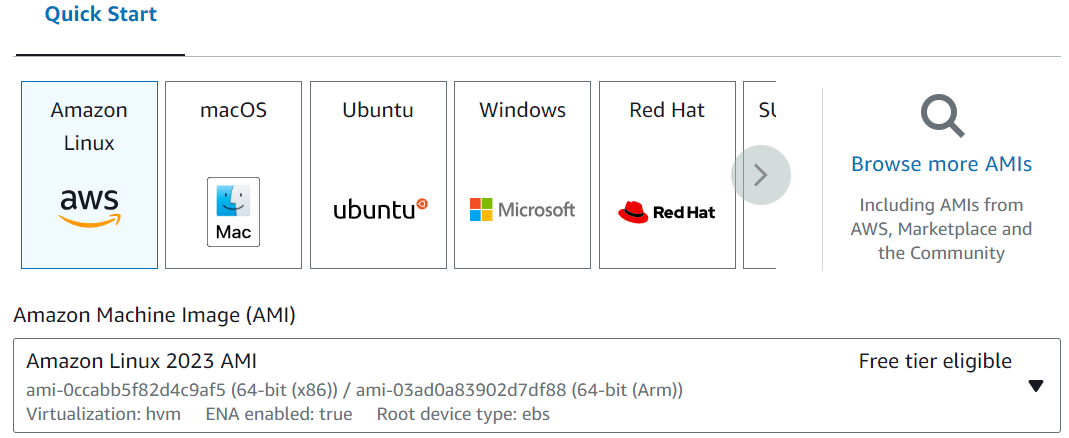 Quick Start
Amazon
Linux
aws
macOS
Mac
Ubuntu
ubuntu
Windows
Microsoft
Red Hat
Red Hat
SU
Browse more AMIs
Including AMIs from
AWS, Marketplace and
the Community
Amazon Machine Image (AMI)
Amazon Linux 2023 AMI
Free tier eligible
ami-0ccabb5f82d4c9af5 (64-bit (x86)) / ami-03ad0a83902d7df88 (64-bit (Arm))
Virtualization: hvm ENA enabled: true Root device type: ebs